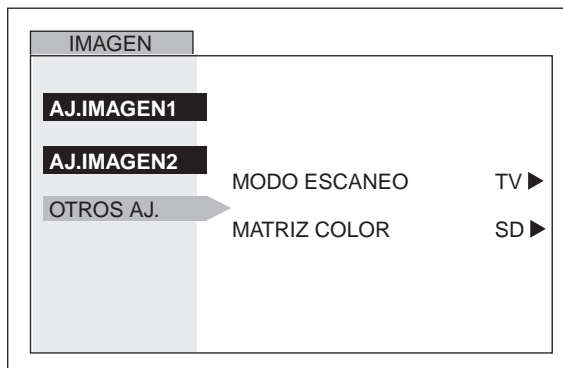 IMAGEN
AJ.IMAGEN1
AJ.IMAGEN2
MODO ESCANEO TV
OTROS AJ.
MATRIZ COLOR SD